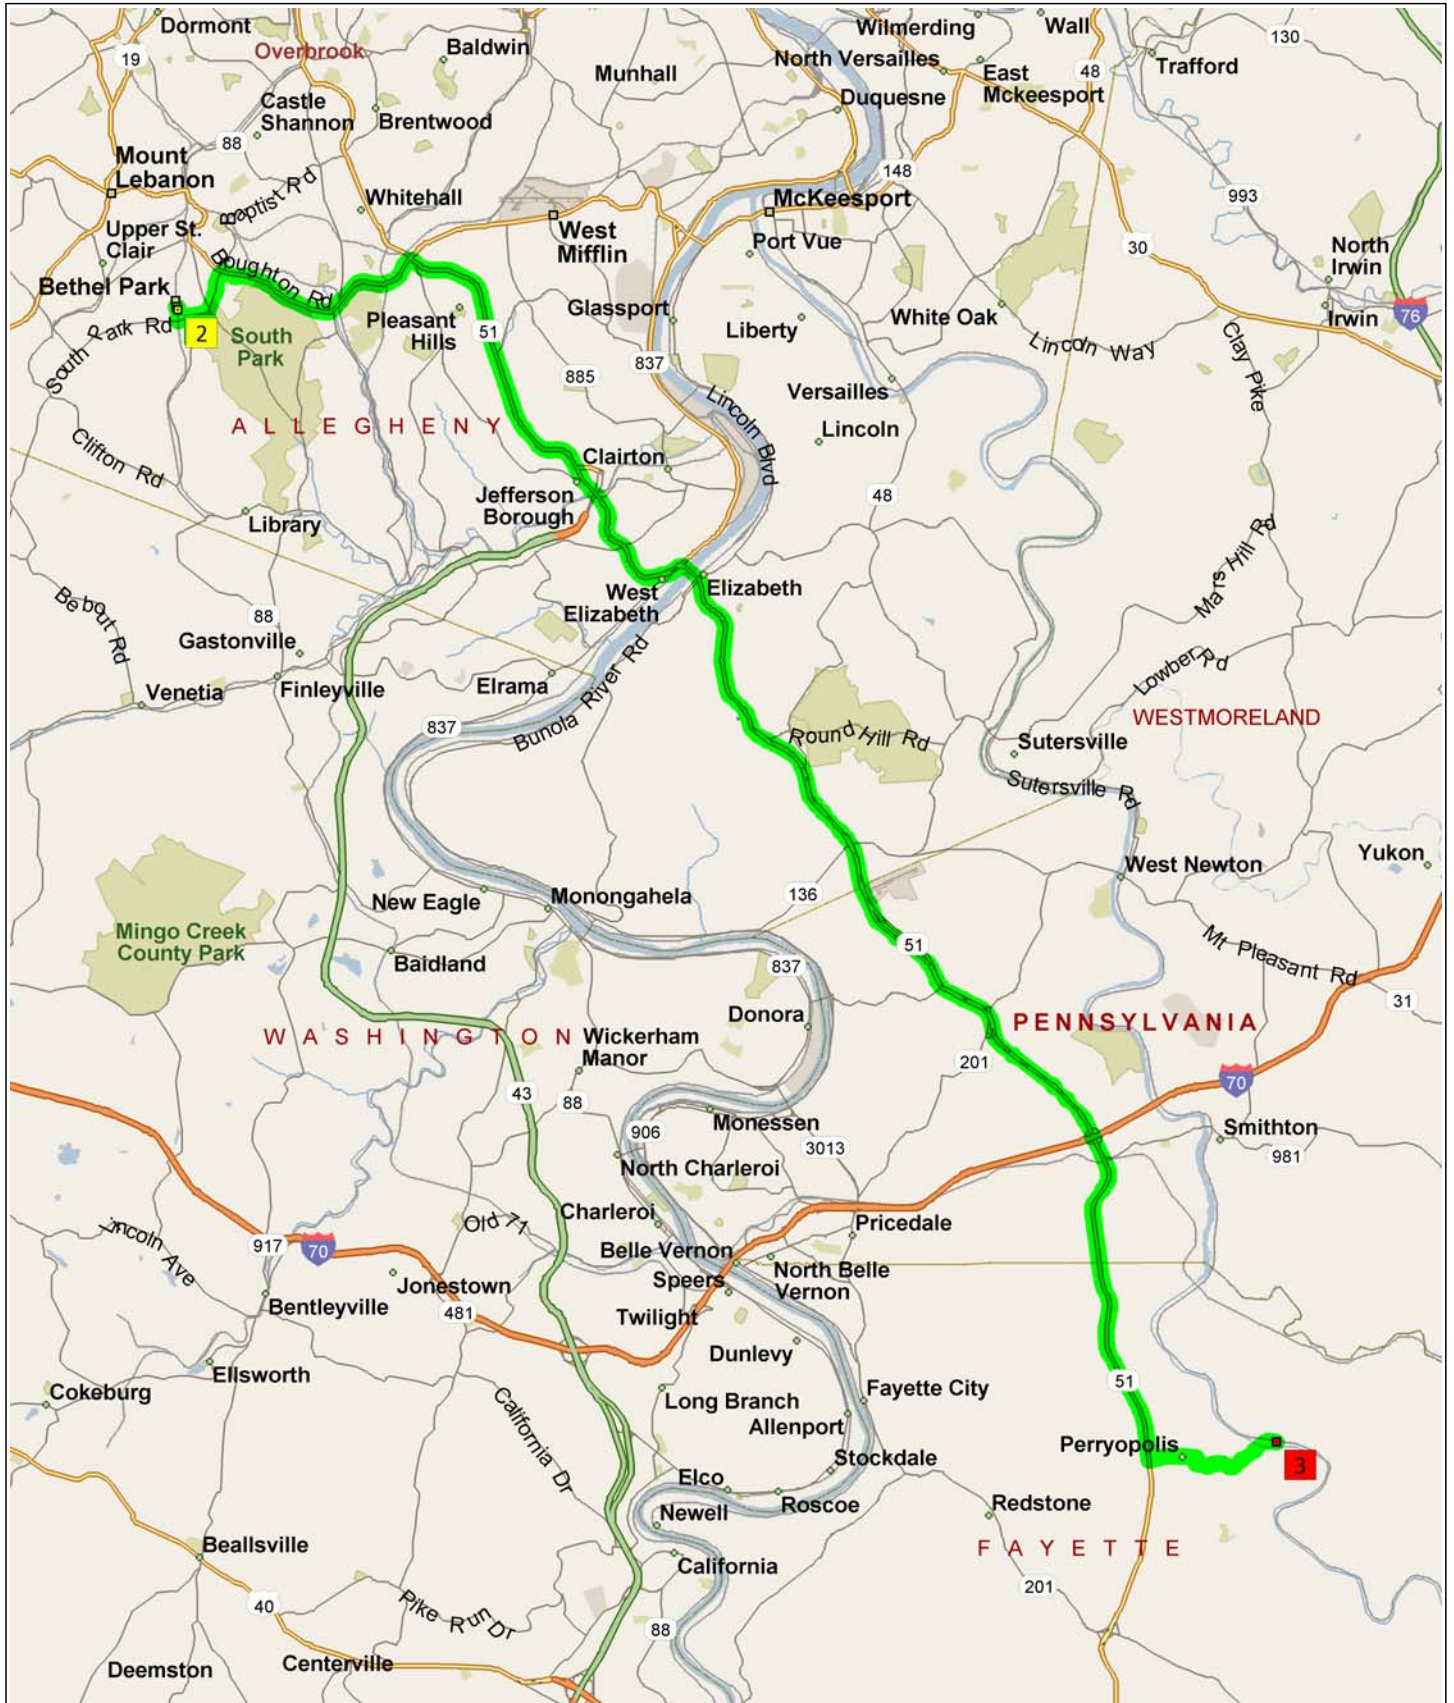 Dormont
Wilmerding
Wall
130
19
Overbrook
Baldwin
Munhall
North Versailles
East
Mckeesport
48
Trafford
Castle
Shannon
Brentwood
Duquesne
88
Mount
Lebanon
Baptist Rd
Whitehall
148
993
McKeesport
Upper St.
Clair
West
Mifflin
Port Vue
30
North
Irwin
Bethel Park
Boughton Rd
South Park Rd
2
South
Park
Pleasant
Hills
51
Glassport
Liberty
White Oak
Lincoln Way
Irwin
76
Clay Pike
837
885
Versailles
Lincoln Blvd
Lincoln
ALLEGHENY
Clifton Rd
Clairton
Jefferson
Borough
48
Library
Mars Hill Rd
Bebout Rd
88
West
Elizabeth
Elizabeth
Gastonville
Venetia
Finleyville
Elrama
Bunola River Rd
Lowber Rd
WESTMORELAND
837
Round Hill Rd
Sutersville
Sutersville Rd
Yukon
West Newton
New Eagle
Monongahela
136
Mingo Creek
County Park
Baidland
51
Mt Pleasant Rd
837
31
Donora
PENNSYLVANIA
WASHINGTON
Wickerham
Manor
201
70
43
88
Monessen
906
3013
Smithton
981
North Charleroi
Charleroi
Old 71
Pricedale
Lincoln Ave
917
70
Belle Vernon
Speers
North Belle
Vernon
Jonestown
Bentleyville
481
Twilight
Dunlevy
Ellsworth
51
Cokeburg
California Dr
Long Branch
Fayette City
Allenport
Perryopolis
Stockdale
3
Elco
Roscoe
Newell
Redstone
Beallsville
California
FAYETTE
201
40
Pike Run Dr
88
Deemston
Centerville